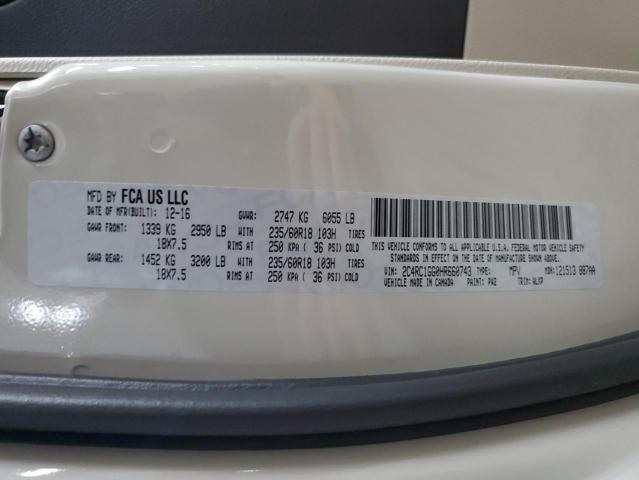 MFD BY FCA US LLC
DATE OF MFR(BUILT): 12-16 GVWR: 2747 KG 6055 LB
GAWR FRONT: 1339 KG 2950 LB WITH 235/60R18 103H TIRES
18X7.5 RIMS AT 250 KPA ( 36 PSI) COLD
GAWR REAR: 1452 KG 3200 LB WITH 235/60R18 103H TIRES
18X7.5 RIMS AT 250 KPA ( 36 PSI) COLD
THIS VEHICLE CONFORMS TO ALL APPLICABLE U.S.A. FEDERAL MOTOR VEHICLE SAFETY
STANDARDS IN EFFECT ON THE DATE OF MANUFACTURE SHOWN ABOVE.
VIN: 2C4RC1GG0HR660743 TYPE: MPV MDH: 121513 887AA
VEHICLE MADE IN CANADA PAINT: PA2 TRIM: WLXP